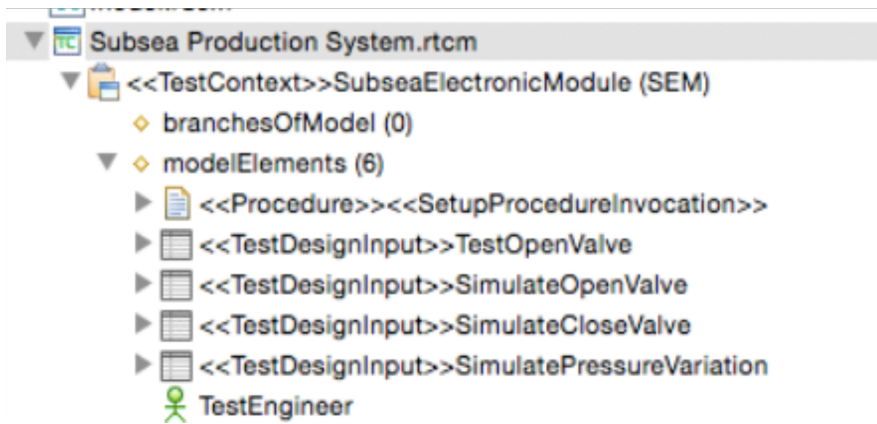 Subsea Production System.rtcm
<<TestContext>>SubseaElectronicModule (SEM)
branchesOfModel (0)
modelElements (6)
<<Procedure>><<SetupProcedureInvocation>>
<<TestDesignInput>>TestOpenValve
<<TestDesignInput>>SimulateOpenValve
<<TestDesignInput>>SimulateCloseValve
<<TestDesignInput>>SimulatePressureVariation
TestEngineer